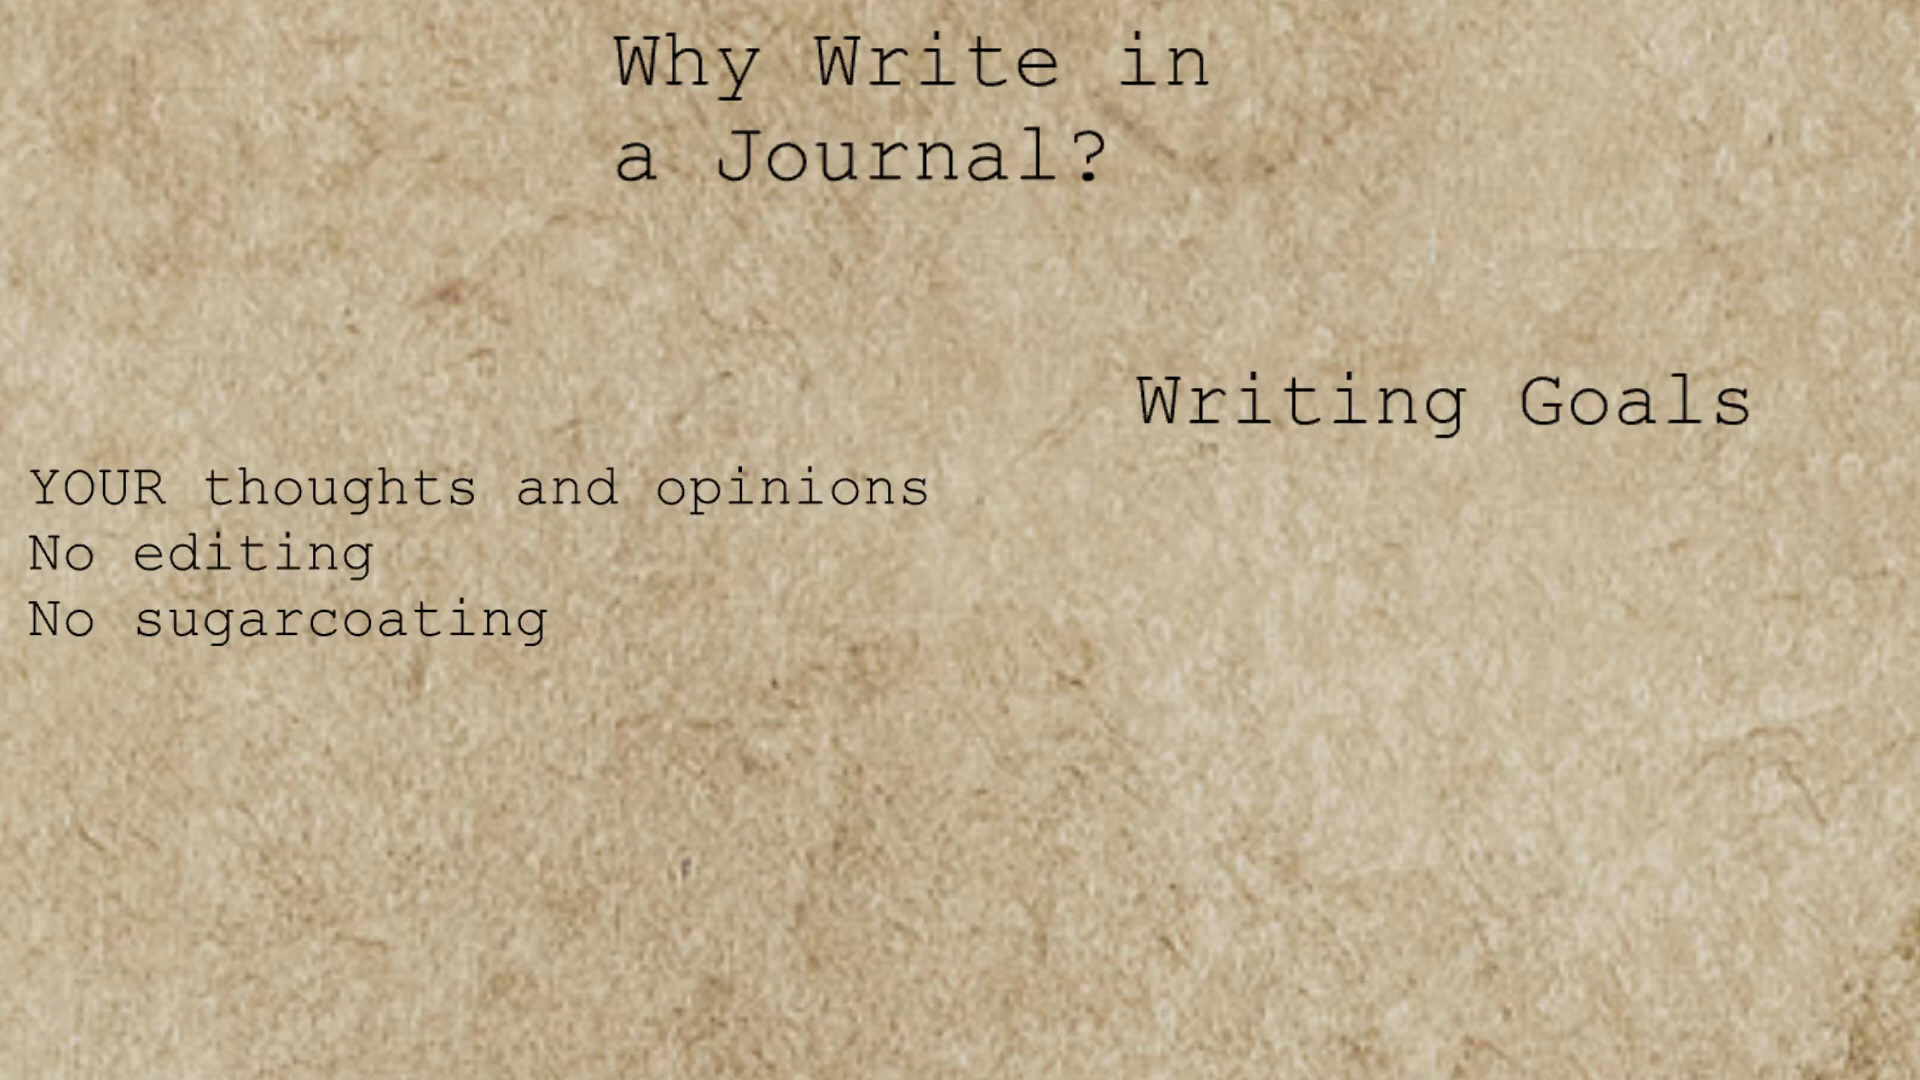 Why Write in
a Journal?
Writing Goals
YOUR thoughts and opinions
No editing
No sugarcoating